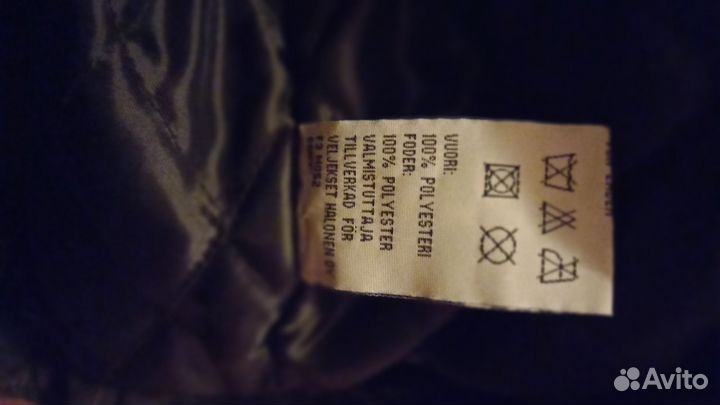 VUORI:
100% POLYESTERI
FODER:
100% POLYESTER
VALMISTUTTAJA
TILLVERKAD FÖR
VELJEKSET HALONEN OY
Avito